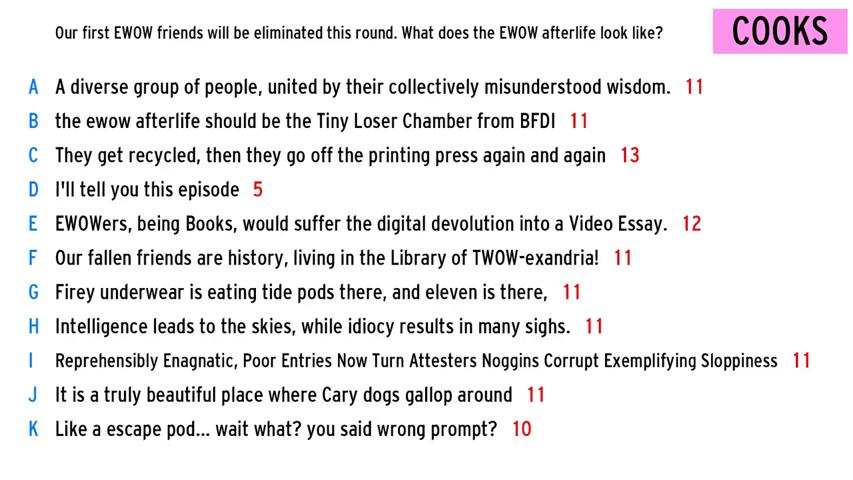 Our first EWOW friends will be eliminated this round. What does the EWOW afterlife look like?
COOKS
A A diverse group of people, united by their collectively misunderstood wisdom. 11
B the ewow afterlife should be the Tiny Loser Chamber from BFDI 11
C They get recycled, then they go off the printing press again and again 13
D I'll tell you this episode 5
E EWOWers, being Books, would suffer the digital devolution into a Video Essay. 12
F Our fallen friends are history, living in the Library of TWOW-exandria! 11
G Firey underwear is eating tide pods there, and eleven is there, 11
H Intelligence leads to the skies, while idiocy results in many sighs. 11
I Reprehensibly Enagnatic, Poor Entries Now Turn Attesters Noggins Corrupt Exemplifying Sloppiness 11
J It is a truly beautiful place where Cary dogs gallop around 11
K Like a escape pod... wait what? you said wrong prompt? 10